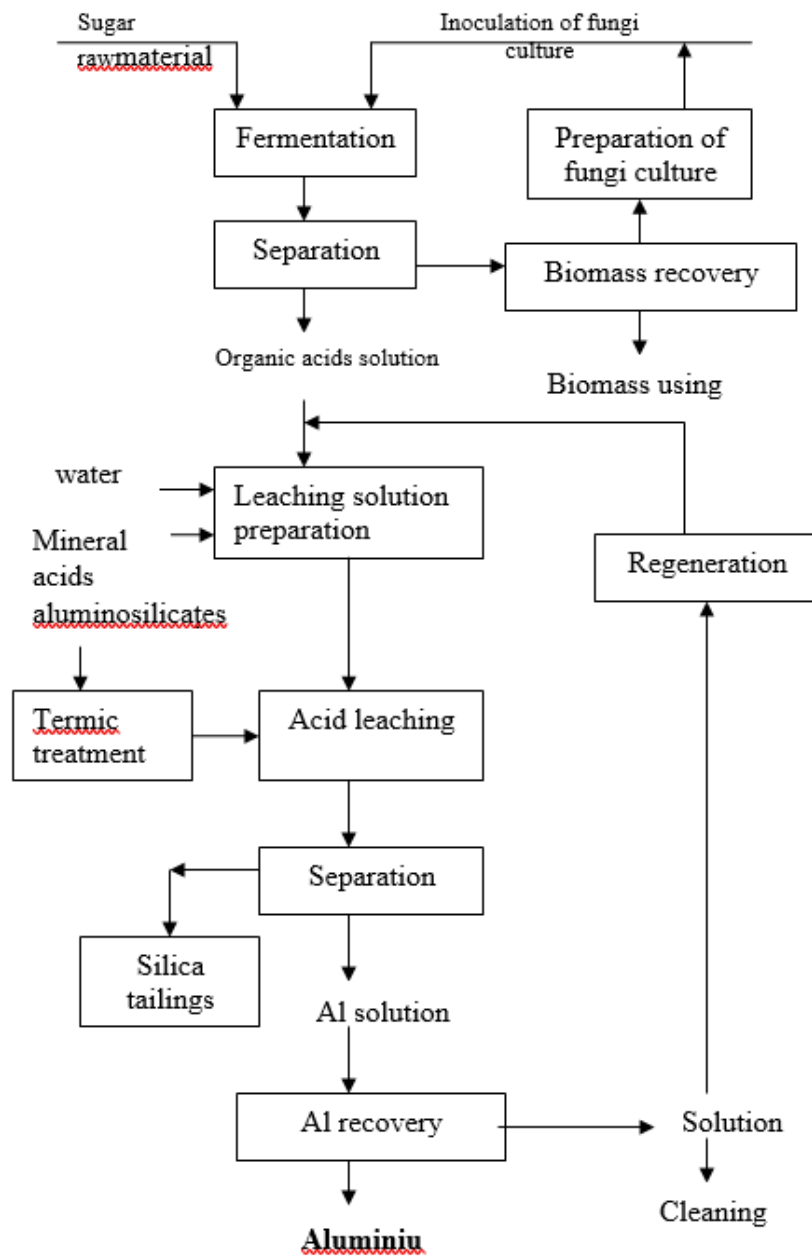 Sugar
rawmaterial
Inoculation of fungi
culture
Fermentation
Preparation of
fungi culture
Separation
Biomass recovery
Organic acids solution
Biomass using
water
Leaching solution
preparation
Mineral
acids
aluminosilicates
Regeneration
Termic
treatment
Acid leaching
Separation
Silica
tailings
Al solution
Al recovery
Solution
Cleaning
Aluminiu